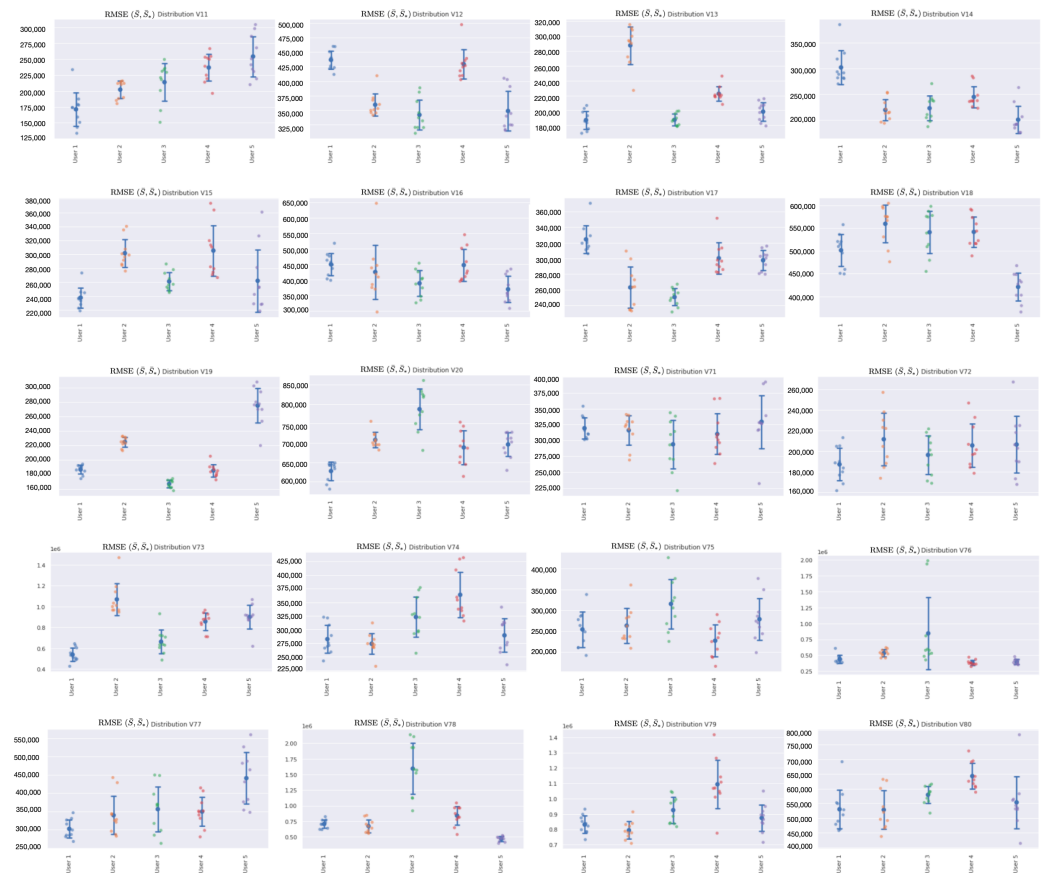 RMSE (S̄, S̄*) Distribution V11
300,000
275,000
250,000
225,000
200,000
175,000
150,000
125,000
User 1
User 2
User 3
User 4
User 5
RMSE (S̄, S̄*) Distribution V12
500,000
450,000
425,000
400,000
350,000
325,000
User 1
User 2
User 3
User 4
User 5
RMSE (S̄, S̄*) Distribution V13
320,000
300,000
280,000
260,000
240,000
220,000
200,000
180,000
User 1
User 2
User 3
User 4
User 5
RMSE (S̄, S̄*) Distribution V14
350,000
300,000
200,000
User 1
User 2
User 3
User 4
User 5
RMSE (S̄, S̄*) Distribution V15
380,000
360,000
340,000
320,000
300,000
280,000
260,000
240,000
220,000
User 1
User 2
User 3
User 4
User 5
RMSE (S̄, S̄*) Distribution V16
650,000
600,000
550,000
500,000
450,000
400,000
350,000
300,000
User 1
User 2
User 3
User 4
User 5
RMSE (S̄, S̄*) Distribution V17
360,000
340,000
320,000
300,000
280,000
260,000
240,000
User 1
User 2
User 3
User 4
User 5
RMSE (S̄, S̄*) Distribution V18
600,000
550,000
500,000
450,000
400,000
User 1
User 2
User 3
User 4
User 5
RMSE (S̄, S̄*) Distribution V19
300,000
280,000
260,000
240,000
220,000
200,000
180,000
160,000
User 1
User 2
User 3
User 4
User 5
RMSE (S̄, S̄*) Distribution V20
850,000
800,000
750,000
700,000
650,000
600,000
User 1
User 2
User 3
User 4
User 5
RMSE (S̄, S̄*) Distribution V71
400,000
350,000
325,000
300,000
275,000
250,000
225,000
User 1
User 2
User 3
User 4
User 5
RMSE (S̄, S̄*) Distribution V72
260,000
240,000
220,000
200,000
180,000
160,000
User 1
User 2
User 3
User 4
User 5
RMSE (S̄, S̄*) Distribution V73
1e6
1.4
1.2
1.0
0.8
0.6
0.4
User 1
User 2
User 3
User 4
User 5
RMSE (S̄, S̄*) Distribution V74
425,000
400,000
375,000
350,000
325,000
300,000
275,000
250,000
225,000
User 1
User 2
User 3
User 4
User 5
RMSE (S̄, S̄*) Distribution V75
400,000
350,000
300,000
250,000
200,000
User 1
User 2
User 3
User 4
User 5
RMSE (S̄, S̄*) Distribution V76
1e6
2.00
1.75
1.50
1.25
1.00
0.75
0.50
0.25
User 1
User 2
User 3
User 4
User 5
RMSE (S̄, S̄*) Distribution V77
550,000
500,000
450,000
400,000
350,000
300,000
250,000
User 1
User 2
User 3
User 4
User 5
RMSE (S̄, S̄*) Distribution V78
1e6
2.00
1.75
1.50
1.00
0.75
0.50
User 1
User 2
User 3
User 4
User 5
RMSE (S̄, S̄*) Distribution V79
1e6
1.4
1.3
1.2
1.1
1.0
0.9
0.8
0.7
User 1
User 2
User 3
User 4
User 5
RMSE (S̄, S̄*) Distribution V80
800,000
750,000
700,000
650,000
600,000
550,000
500,000
450,000
400,000
User 1
User 2
User 3
User 4
User 5